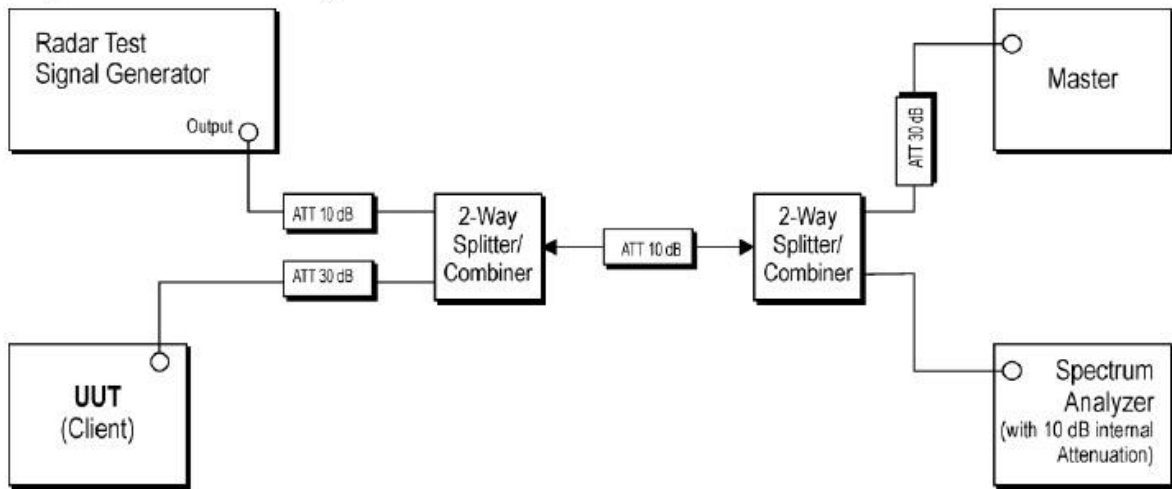 Radar Test
Signal Generator
Output
ATT 10 dB
ATT 30 dB
2-Way
Splitter/
Combiner
ATT 10 dB
2-Way
Splitter/
Combiner
ATT 30 dB
Master
UUT
(Client)
Spectrum
Analyzer
(with 10 dB internal
Attenuation)